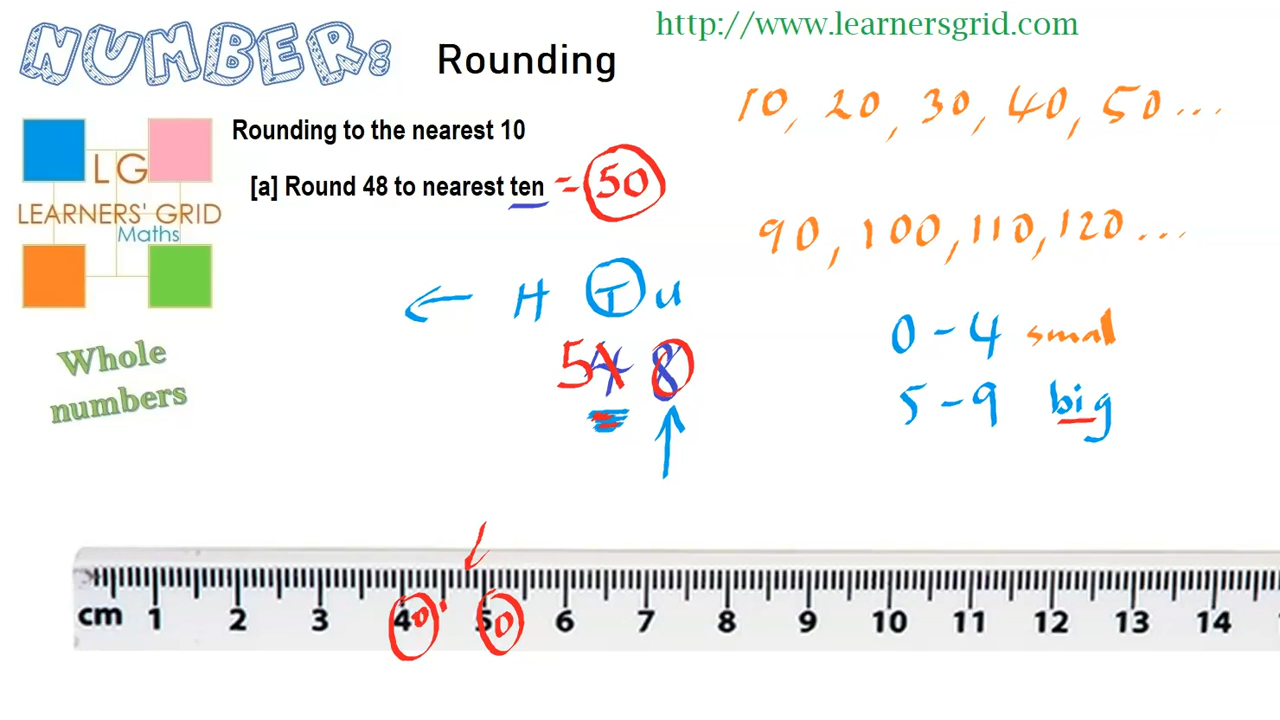 http://www.learnersgrid.com
NUMBER:
Rounding
10, 20, 30, 40, 50 ...
Rounding to the nearest 10
[a] Round 48 to nearest ten = 50
LG
LEARNERS' GRID
Maths
90, 100, 110, 120 ...
← H T U
0 - 4 small
54 8
5 - 9 big
Whole
numbers
cm 1 2 3 40 50 6 7 8 9 10 11 12 13 14